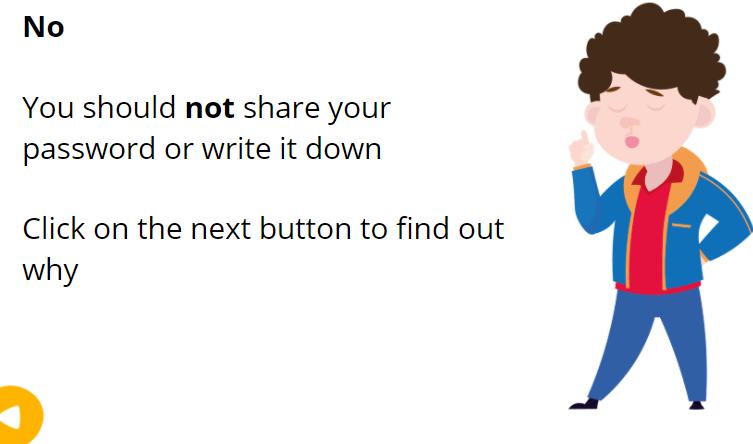 No
You should not share your
password or write it down
Click on the next button to find out
why